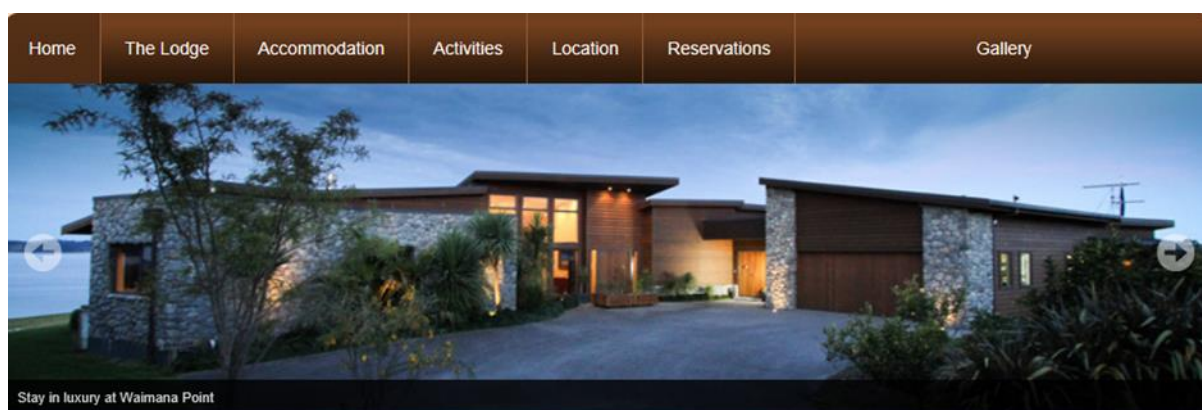 Home The Lodge Accommodation Activities Location Reservations Gallery
Stay in luxury at Waimana Point